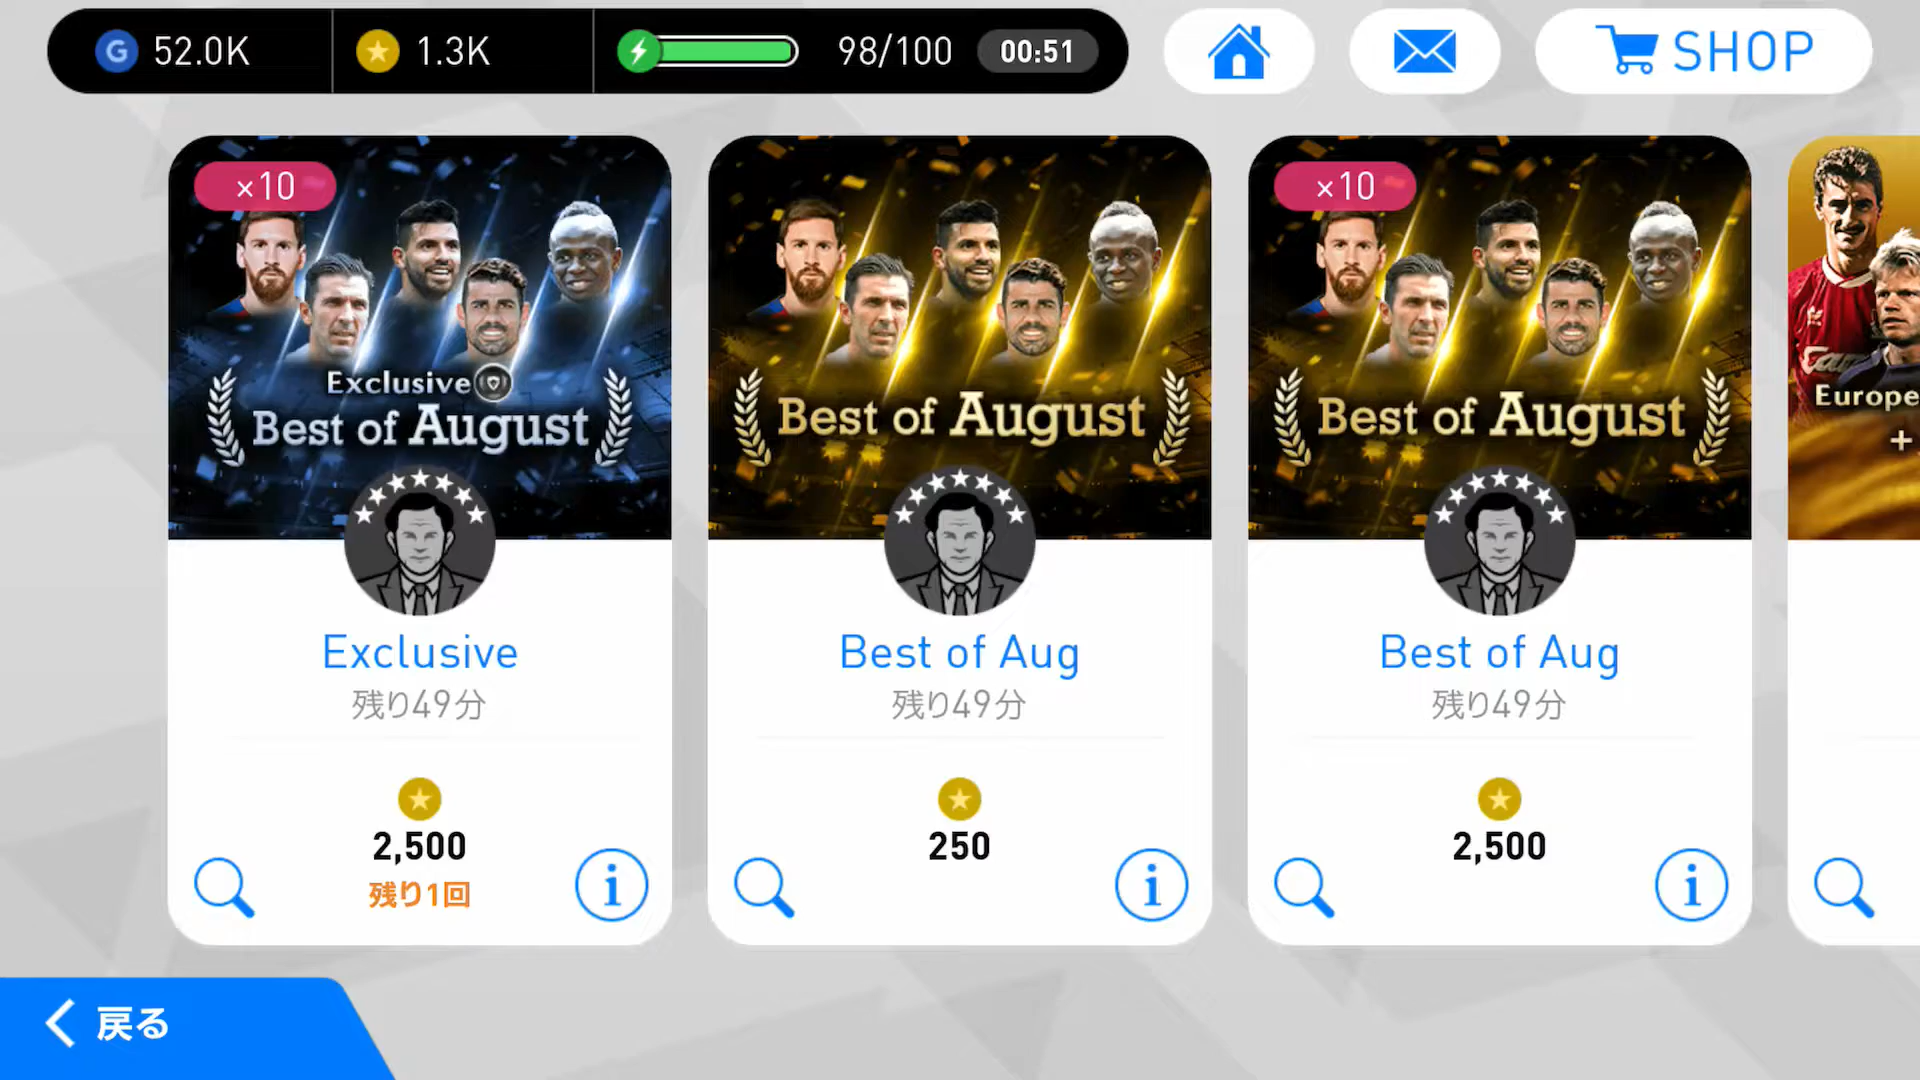 G 52.0K
1.3K
98/100
00:51
SHOP
×10
Exclusive
Best of August
Exclusive
残り49分
2,500
残り1回
i
Best of August
Best of Aug
残り49分
250
i
×10
Best of August
Best of Aug
残り49分
2,500
i
Europe
+
戻る